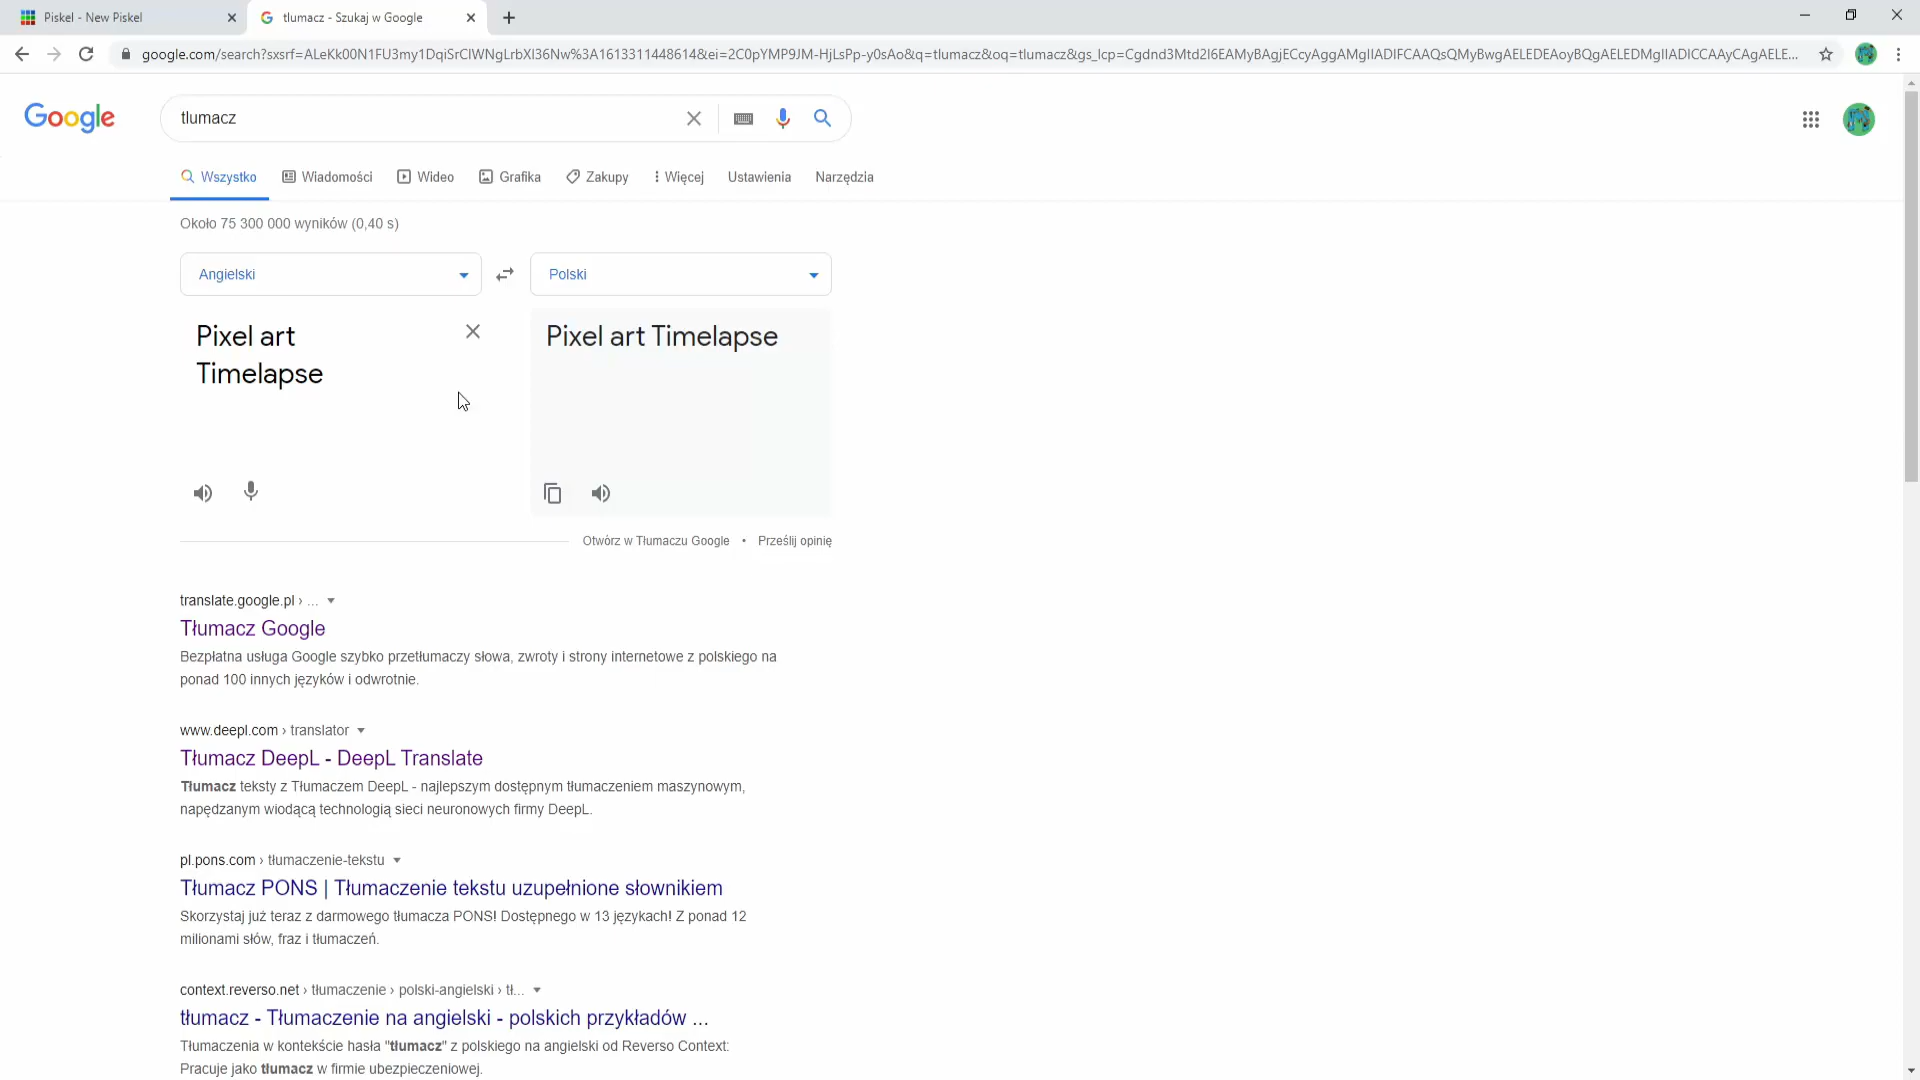 Piskel - New Piskel
tlumacz - Szukaj w Google
google.com/search?sxsrf=ALeKk00N1FU3my1DqiSrCIWNgLrbXI36Nw%3A1613311448614&ei=2C0pYMP9JM-HjLsPp-y0sAo&q=tlumacz&oq=tlumacz&gs_lcp=Cgdnd3Mtd2l6EAMyBAgjECcyAggAMgIIADIFCAAQsQMyBwgAELEDEAoyBQgAELEDMgIIADICCAAyCAgAELE...
Google
tlumacz
Wszystko
Wiadomości
Wideo
Grafika
Zakupy
Więcej
Ustawienia
Narzędzia
Około 75 300 000 wyników (0,40 s)
Angielski
Polski
Pixel art
Timelapse
Pixel art Timelapse
Otwórz w Tłumaczu Google • Prześlij opinię
translate.google.pl › ...
Tłumacz Google
Bezpłatna usługa Google szybko przetłumaczy słowa, zwroty i strony internetowe z polskiego na
ponad 100 innych języków i odwrotnie.
www.deepl.com › translator
Tłumacz DeepL - DeepL Translate
Tłumacz teksty z Tłumaczem DeepL - najlepszym dostępnym tłumaczeniem maszynowym,
napędzanym wiodącą technologią sieci neuronowych firmy DeepL.
pl.pons.com › tłumaczenie-tekstu
Tłumacz PONS | Tłumaczenie tekstu uzupełnione słownikiem
Skorzystaj już teraz z darmowego tłumacza PONS! Dostępnego w 13 językach! Z ponad 12
milionami słów, fraz i tłumaczeń.
context.reverso.net › tłumaczenie › polski-angielski › tł...
tłumacz - Tłumaczenie na angielski - polskich przykładów ...
Tłumaczenia w kontekście hasła "tłumacz" z polskiego na angielski od Reverso Context:
Pracuje jako tłumacz w firmie ubezpieczeniowej.